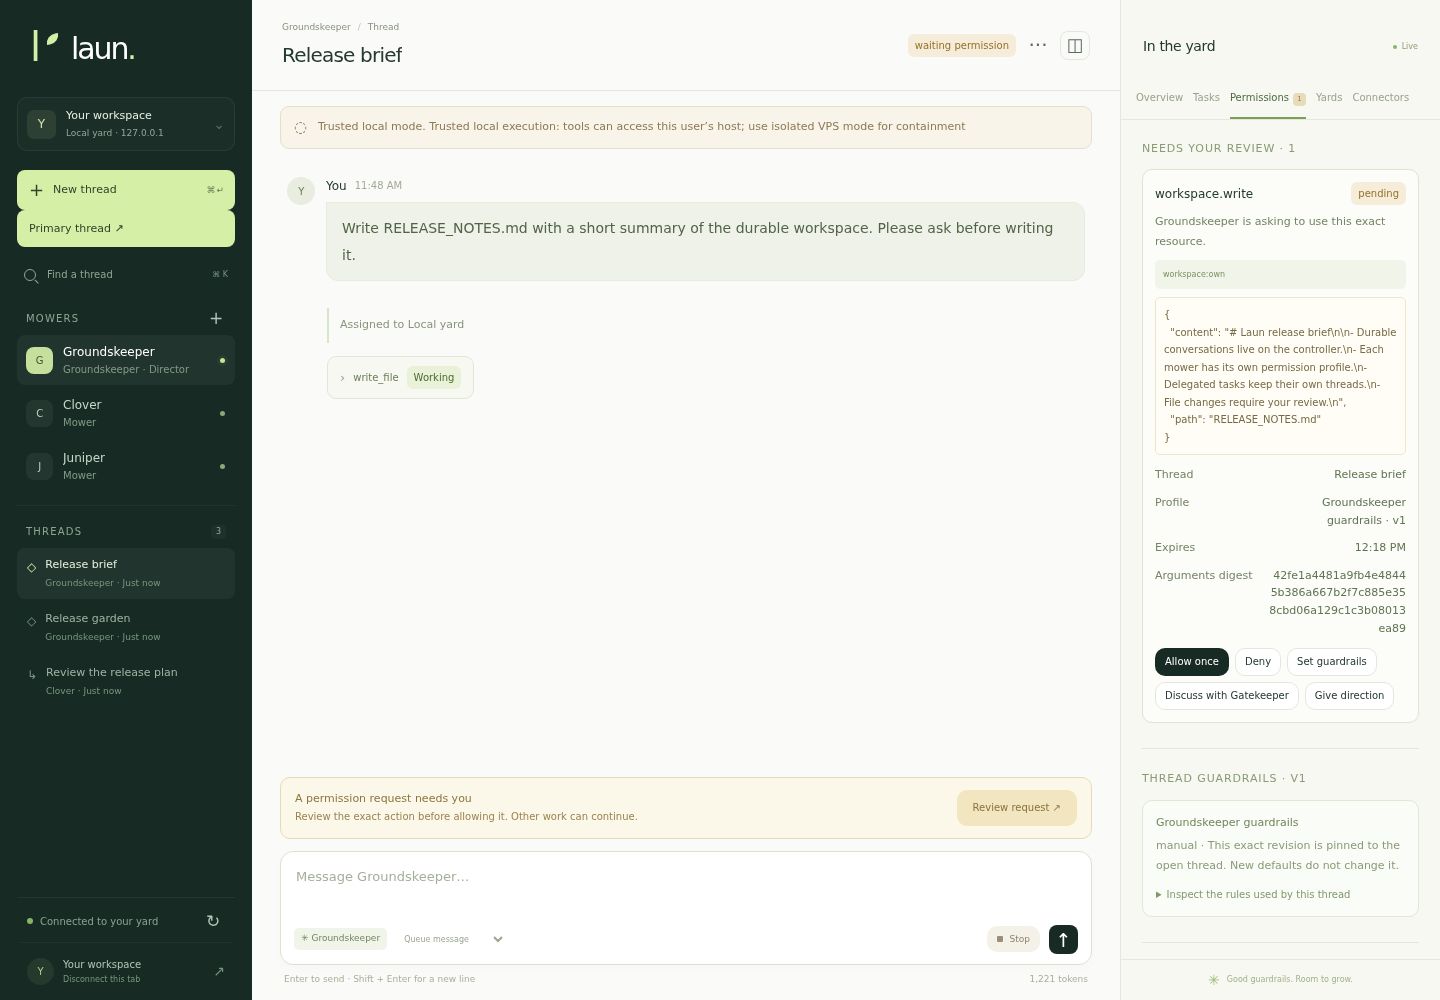 laun.
Y
Your workspace
Local yard · 127.0.0.1
+ New thread ⌘↵
Primary thread ↗
Find a thread ⌘ K
MOWERS +
G
Groundskeeper
Groundskeeper · Director
C
Clover
Mower
J
Juniper
Mower
THREADS 3
Release brief
Groundskeeper · Just now
Release garden
Groundskeeper · Just now
Review the release plan
Clover · Just now
Connected to your yard
Y
Your workspace
Disconnect this tab
Groundskeeper / Thread
Release brief
waiting permission
Trusted local mode. Trusted local execution: tools can access this user's host; use isolated VPS mode for containment
Y
You 11:48 AM
Write RELEASE_NOTES.md with a short summary of the durable workspace. Please ask before writing
it.
Assigned to Local yard
› write_file Working
A permission request needs you
Review the exact action before allowing it. Other work can continue.
Review request ↗
Message Groundskeeper…
✳ Groundskeeper
Queue message
Stop
Enter to send · Shift + Enter for a new line
1,221 tokens
In the yard
Live
Overview Tasks Permissions 1 Yards Connectors
NEEDS YOUR REVIEW · 1
workspace.write
pending
Groundskeeper is asking to use this exact
resource.
workspace:own
{
"content": "# Laun release brief\n\n- Durable
conversations live on the controller.\n- Each
mower has its own permission profile.\n-
Delegated tasks keep their own threads.\n-
File changes require your review.\n",
"path": "RELEASE_NOTES.md"
}
Thread Release brief
Profile Groundskeeper
guardrails · v1
Expires 12:18 PM
Arguments digest 42fe1a4481a9fb4e4844
5b386a667b2f7c885e35
8cbd06a129c1c3b08013
ea89
Allow once Deny Set guardrails
Discuss with Gatekeeper Give direction
THREAD GUARDRAILS · V1
Groundskeeper guardrails
manual · This exact revision is pinned to the
open thread. New defaults do not change it.
▶ Inspect the rules used by this thread
Good guardrails. Room to grow.